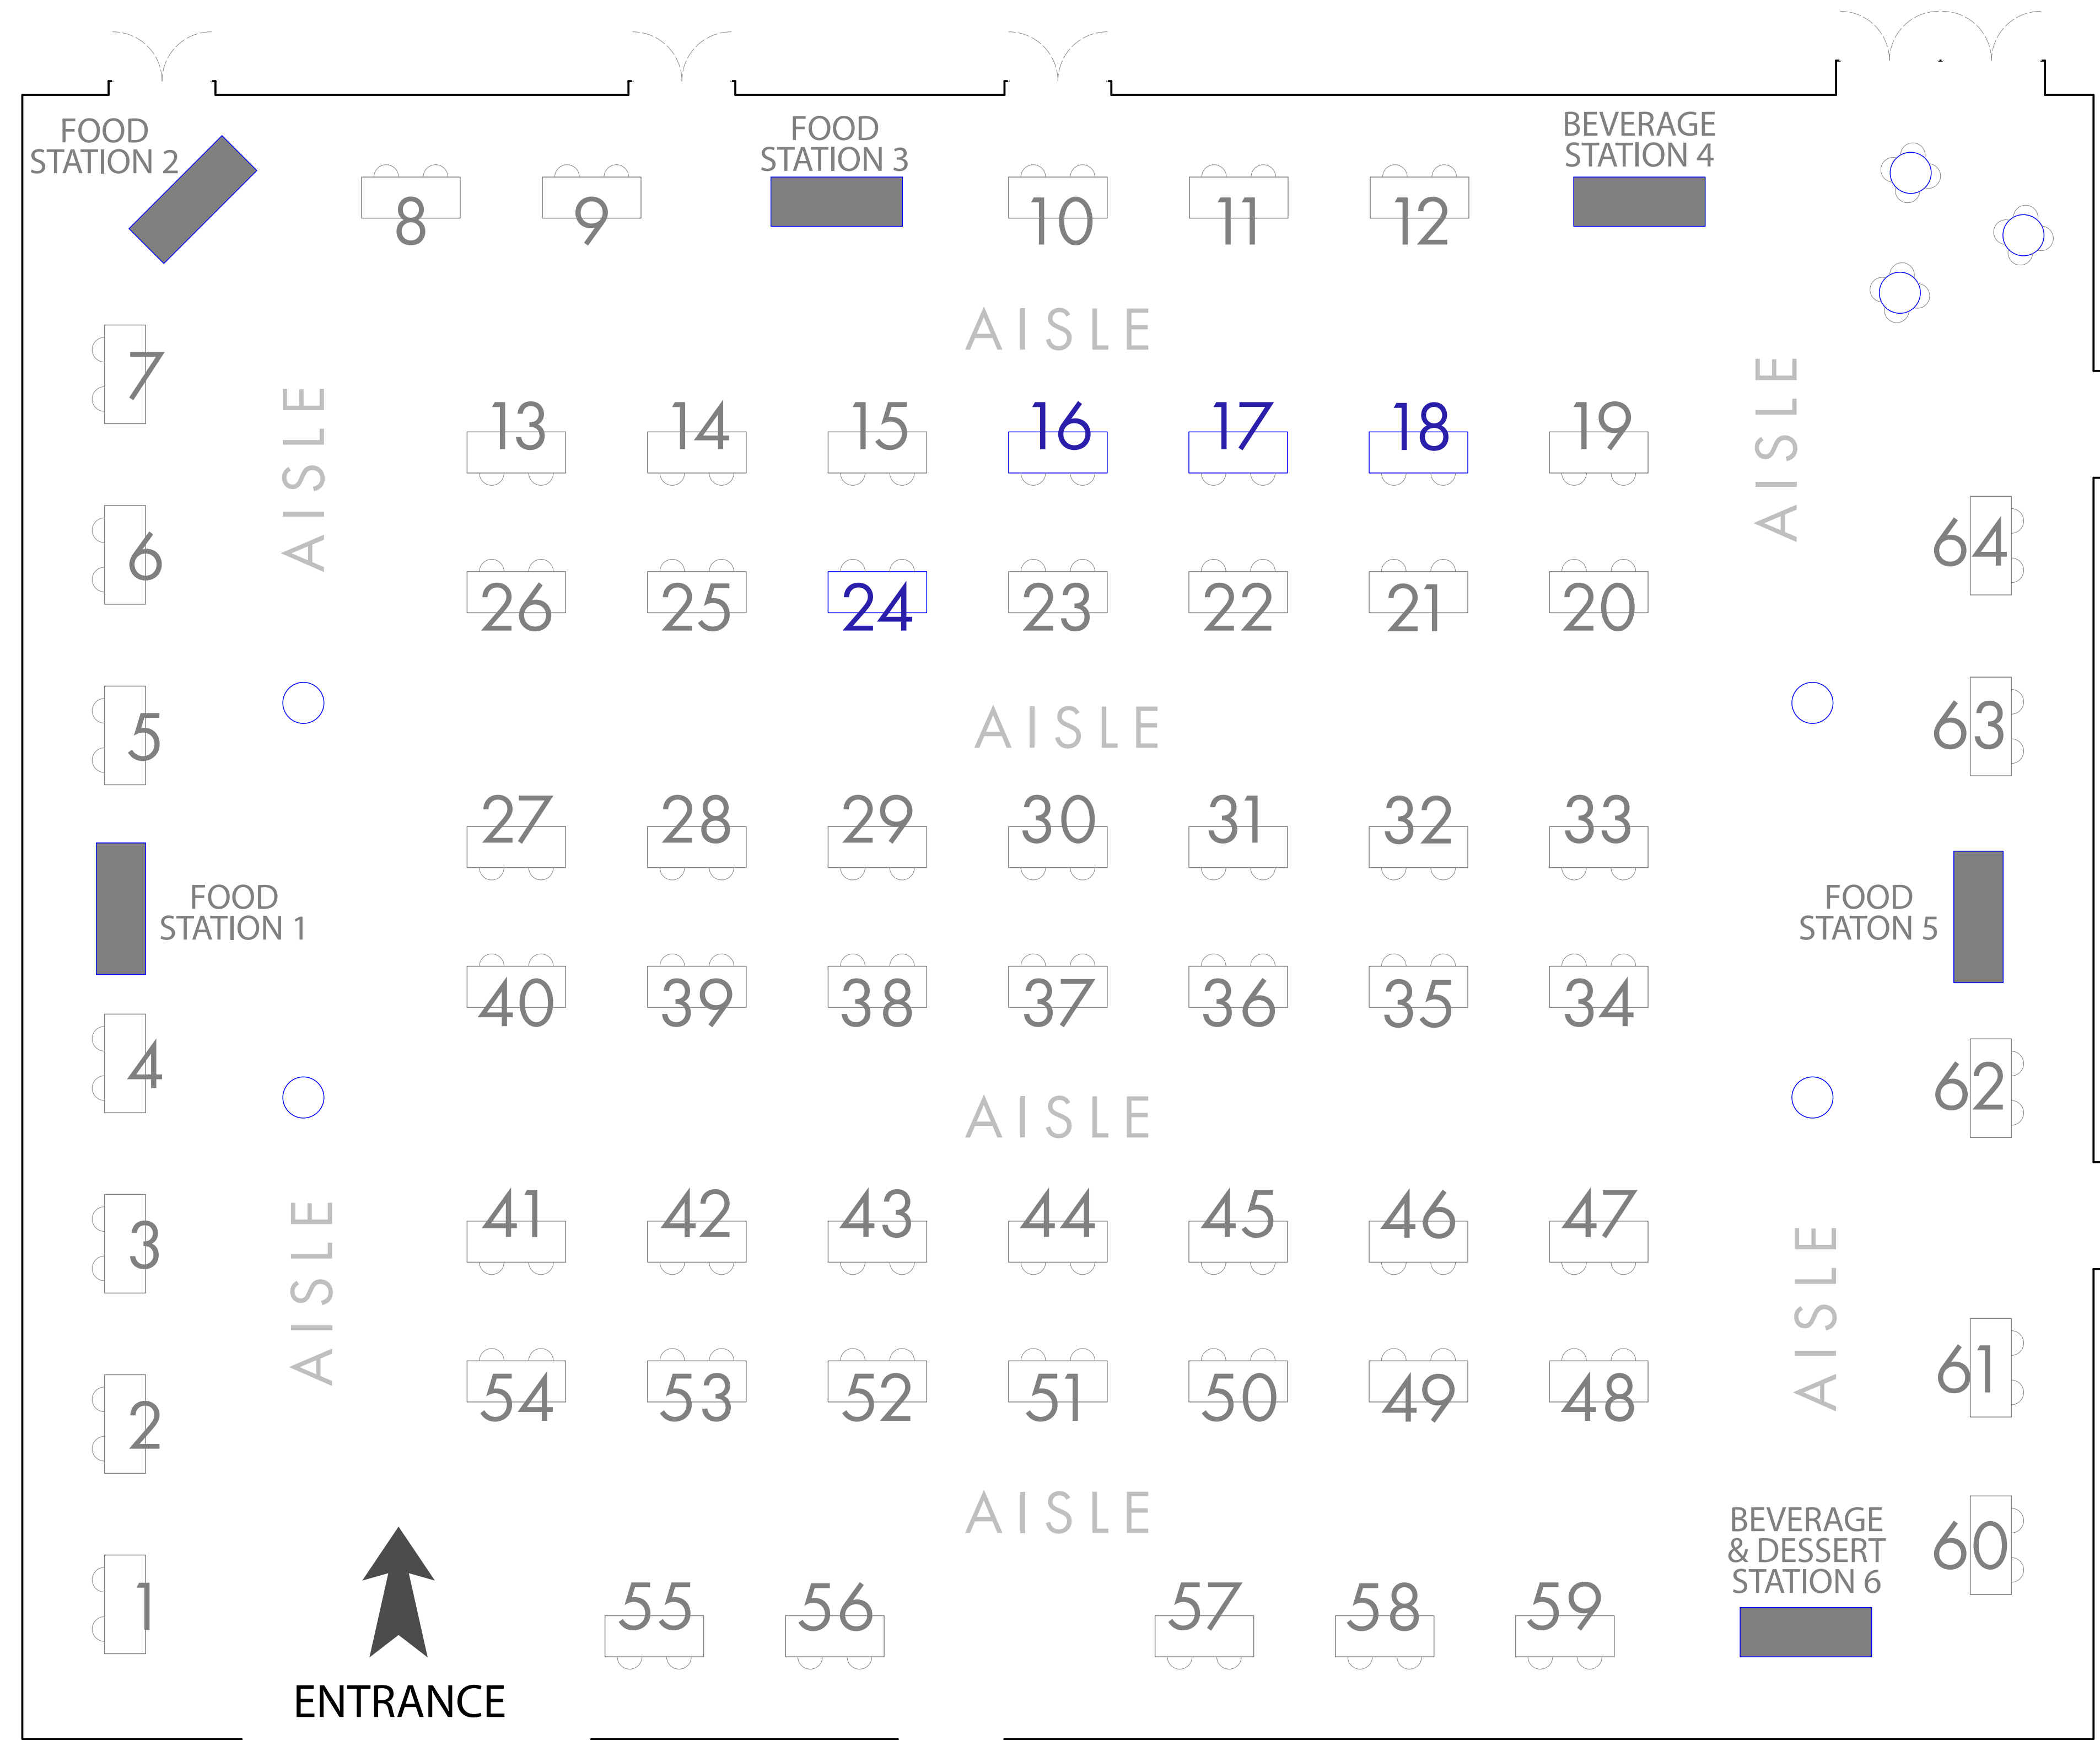 FOOD
STATION 2
FOOD
STATION 3
BEVERAGE
STATION 4
8
9
10
11
12
AISLE
7
AISLE
AISLE
13
14
15
16
17
18
19
6
64
26
25
24
23
22
21
20
5
63
AISLE
27
28
29
30
31
32
33
FOOD
STATION 1
FOOD
STATON 5
40
39
38
37
36
35
34
4
62
AISLE
3
AISLE
AISLE
41
42
43
44
45
46
47
2
61
54
53
52
51
50
49
48
AISLE
BEVERAGE
& DESSERT
STATION 6
60
1
55
56
57
58
59
ENTRANCE